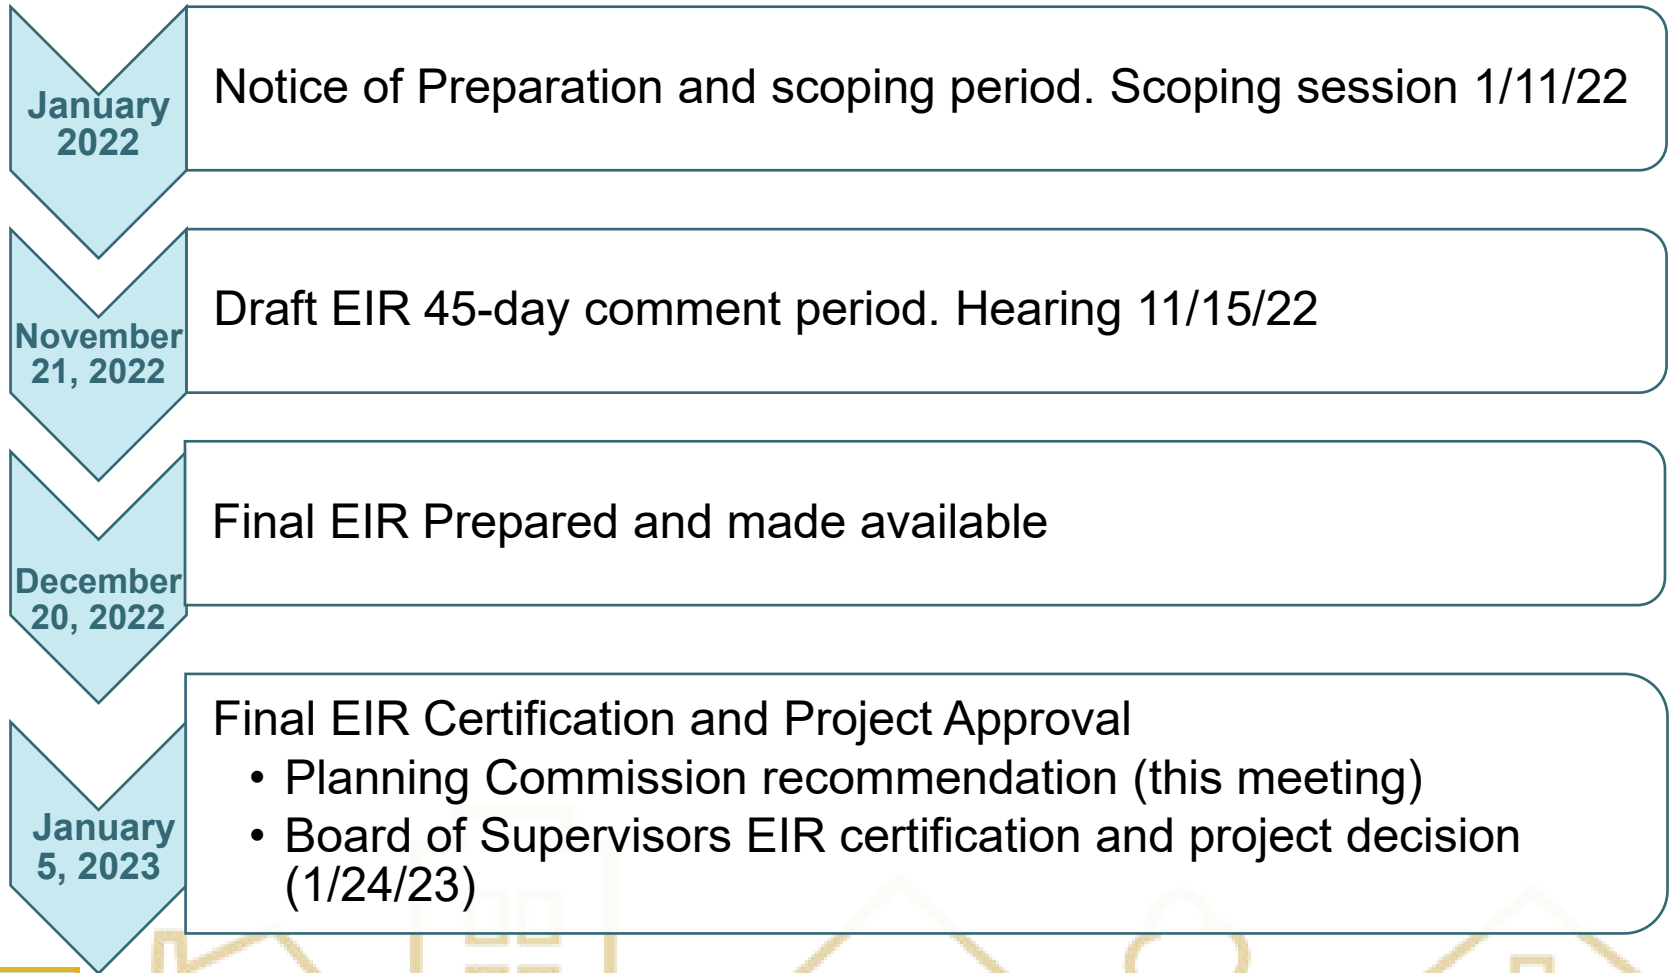 January
2022
Notice of Preparation and scoping period. Scoping session 1/11/22
November
21, 2022
Draft EIR 45-day comment period. Hearing 11/15/22
December
20, 2022
Final EIR Prepared and made available
January
5, 2023
Final EIR Certification and Project Approval
• Planning Commission recommendation (this meeting)
• Board of Supervisors EIR certification and project decision
(1/24/23)